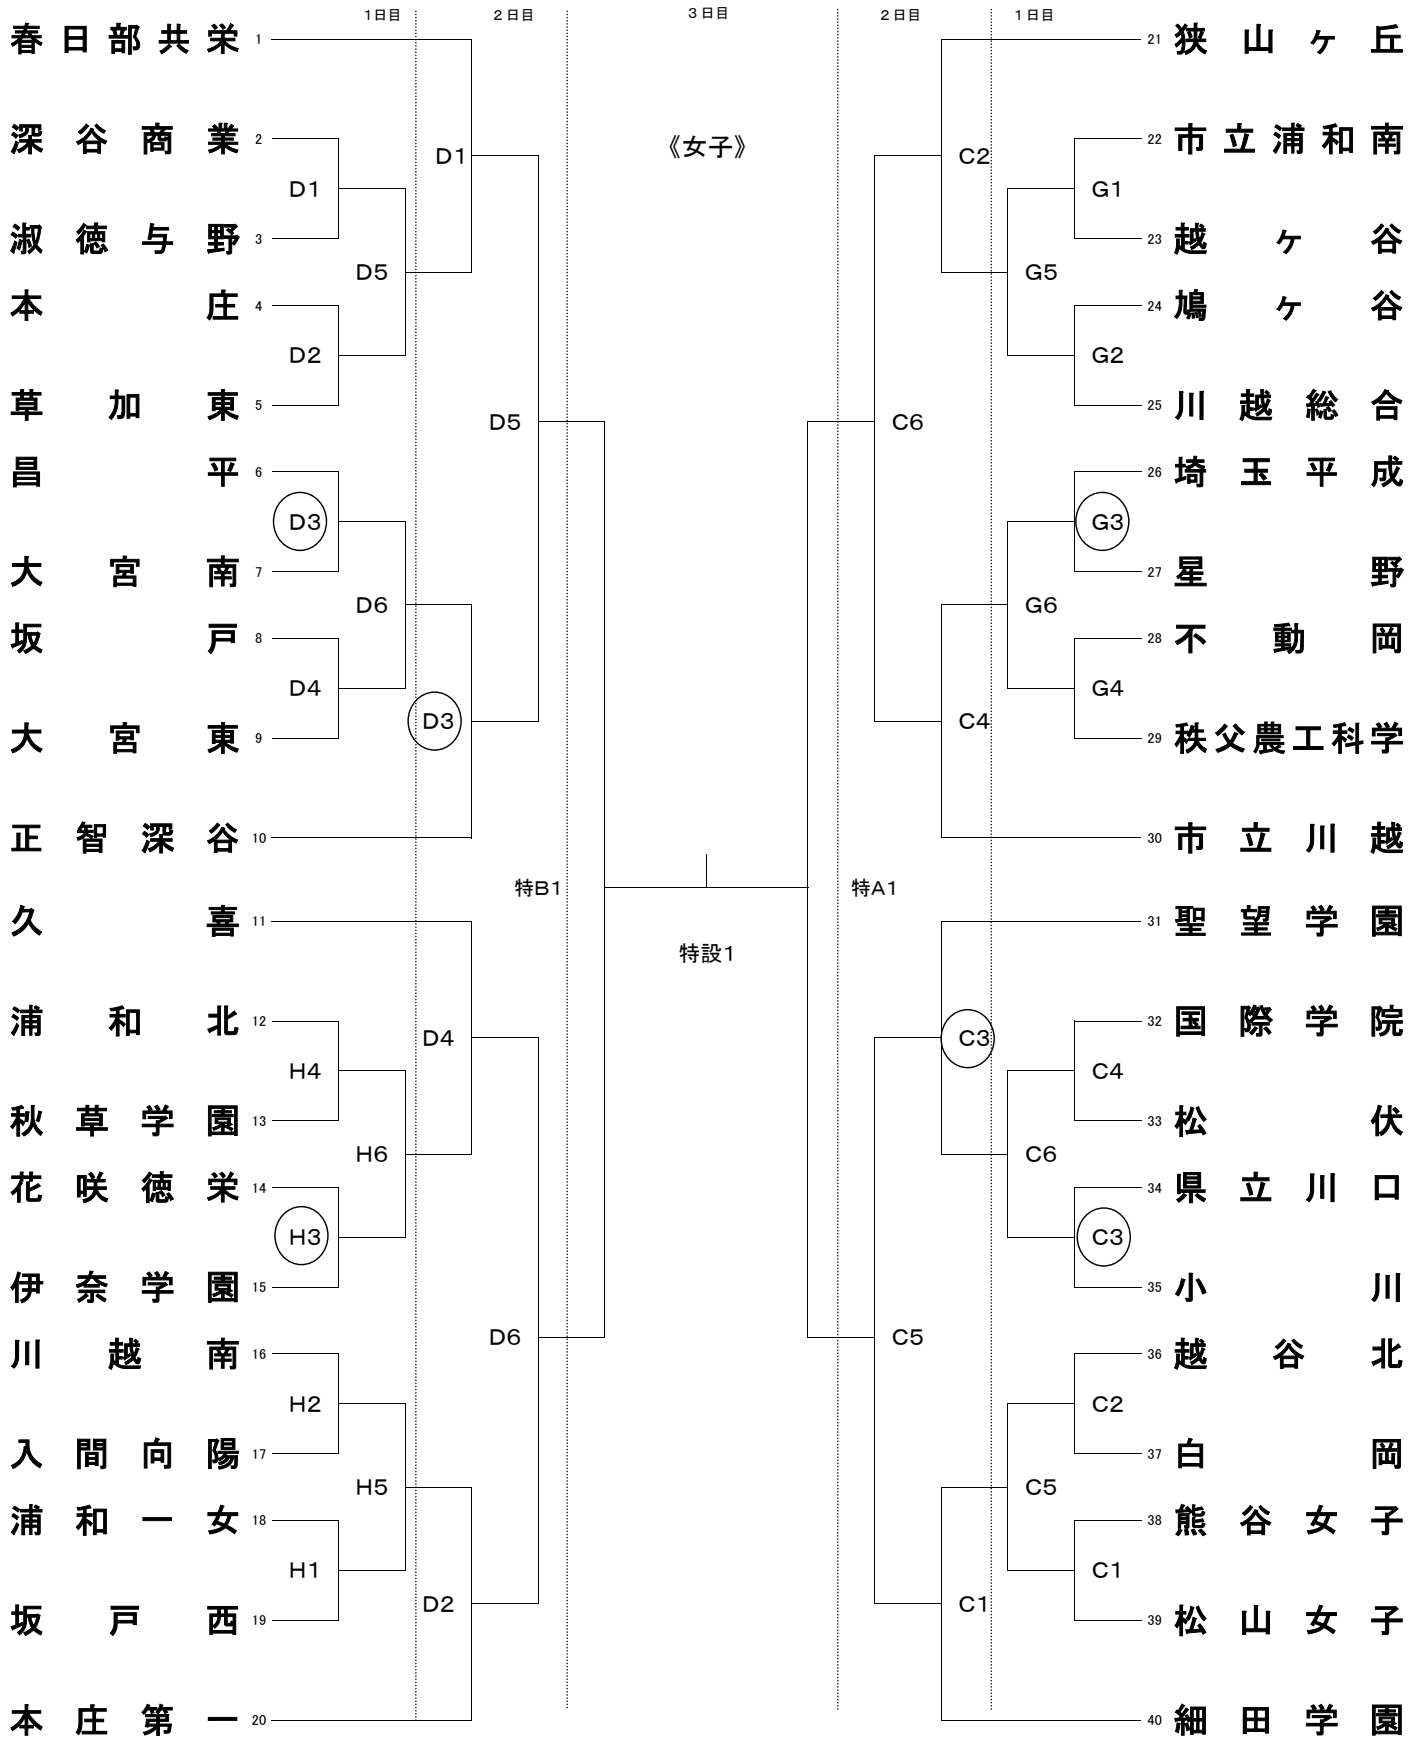 1日目 2日目 3日目 2日目 1日目
《女子》
春日部共栄 1
深谷商業 2
D1
淑徳与野 3
D5
本庄 4
D2
草加東 5
D1
昌平 6
D3
大宮南 7
D6
坂戸 8
D4
大宮東 9
D3
正智深谷 10
D5
特B1
久喜 11
浦和北 12
H4
秋草学園 13
H6
花咲徳栄 14
H3
伊奈学園 15
D4
川越南 16
H2
入間向陽 17
H5
浦和一女 18
H1
坂戸西 19
D2
本庄第一 20
D6
特設1
21 狭山ヶ丘
22 市立浦和南
G1
23 越ヶ谷
G5
24 鳩ヶ谷
G2
25 川越総合
C2
26 埼玉平成
G3
27 星野
G6
28 不動岡
G4
29 秩父農工科学
C4
30 市立川越
C6
特A1
31 聖望学園
32 国際学院
C4
33 松伏
C6
34 県立川口
C3
35 小川
C3
36 越谷北
C2
37 白岡
C5
38 熊谷女子
C1
39 松山女子
C1
40 細田学園
C5